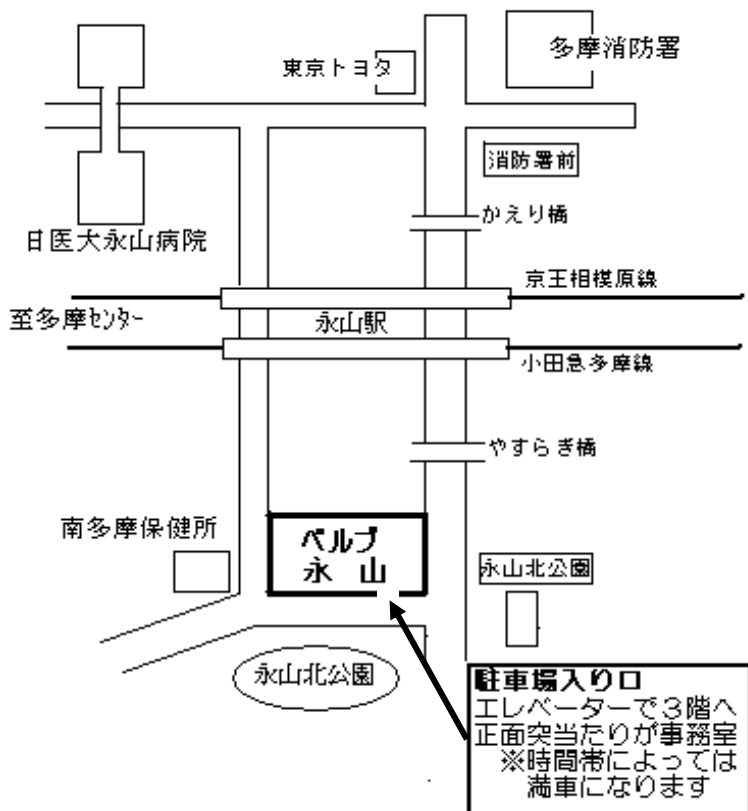 多摩消防署
東京トヨタ
消防署前
かえり橋
日医大永山病院
京王相模原線
至多摩ｾﾝﾀｰ
永山駅
小田急多摩線
やすらぎ橋
南多摩保健所
ベルブ
永 山
永山北公園
永山北公園
駐車場入り口
エレベーターで３階へ
正面突当たりが事務室
※時間帯によっては
満車になります